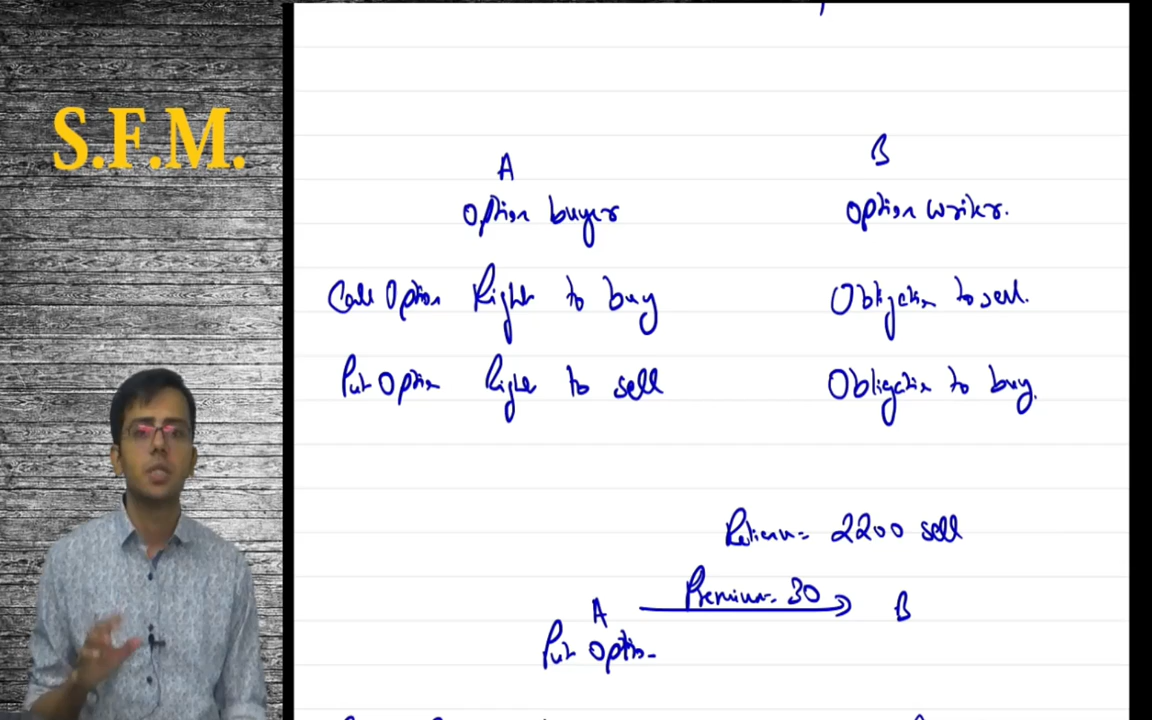 S.F.M.
A B
Option buyer Option writer.
Call Option Right to buy Obligation to sell.
Put Option Right to sell Obligation to buy.
2200 sell
Premium = 30
A B
Put Option